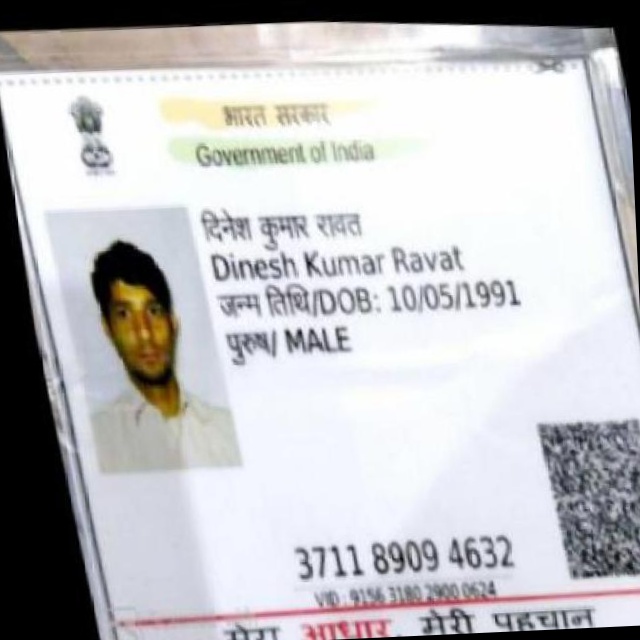 भारत सरकार
Government of India
दिनेश कुमार रावत
Dinesh Kumar Ravat
जन्म तिथि/DOB: 10/05/1991
पुरुष/ MALE
3711 8909 4632
VID : 9156 3180 2900 0624
मेरा आधार, मेरी पहचान